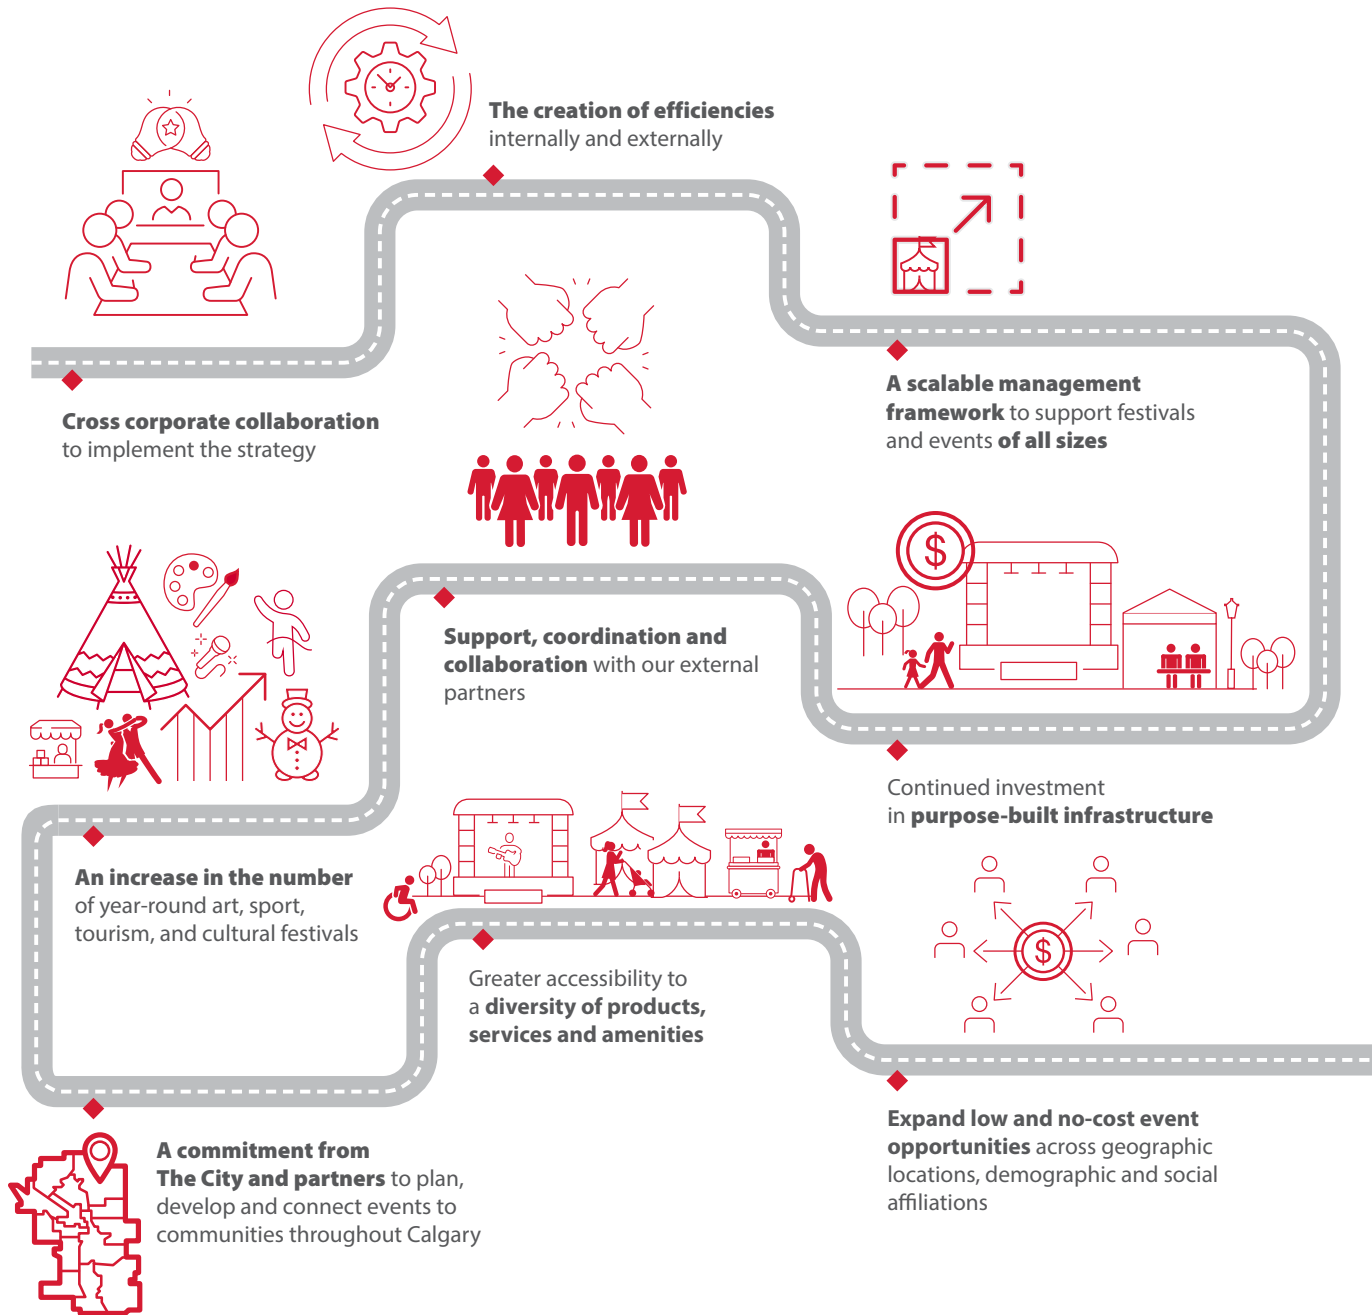 The creation of efficiencies
internally and externally
Cross corporate collaboration
to implement the strategy
A scalable management
framework to support festivals
and events of all sizes
$
Support, coordination and
collaboration with our external
partners
Continued investment
in purpose-built infrastructure
An increase in the number
of year-round art, sport,
tourism, and cultural festivals
Greater accessibility to
a diversity of products,
services and amenities
$
A commitment from
The City and partners to plan,
develop and connect events to
communities throughout Calgary
Expand low and no-cost event
opportunities across geographic
locations, demographic and social
affiliations